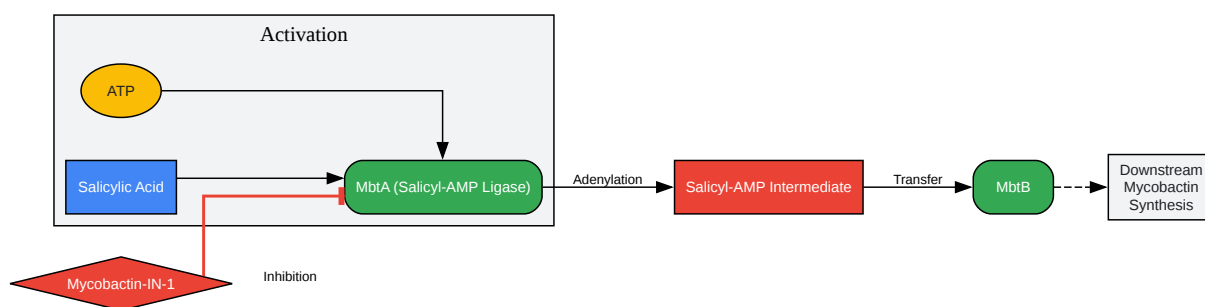 Activation
ATP
Salicylic Acid
MbtA (Salicyl-AMP Ligase)
Adenylation
Salicyl-AMP Intermediate
Transfer
MbtB
Downstream
Mycobactin
Synthesis
Mycobactin-IN-1
Inhibition